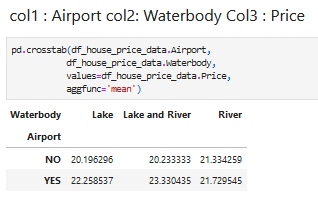 col1 : Airport col2: Waterbody Col3 : Price
pd.crosstab(df_house_price_data.Airport,
df_house_price_data.Waterbody,
values=df_house_price_data.Price,
aggfunc='mean')
Waterbody Lake Lake and River River
Airport
NO 20.196296 20.233333 21.334259
YES 22.258537 23.330435 21.729545